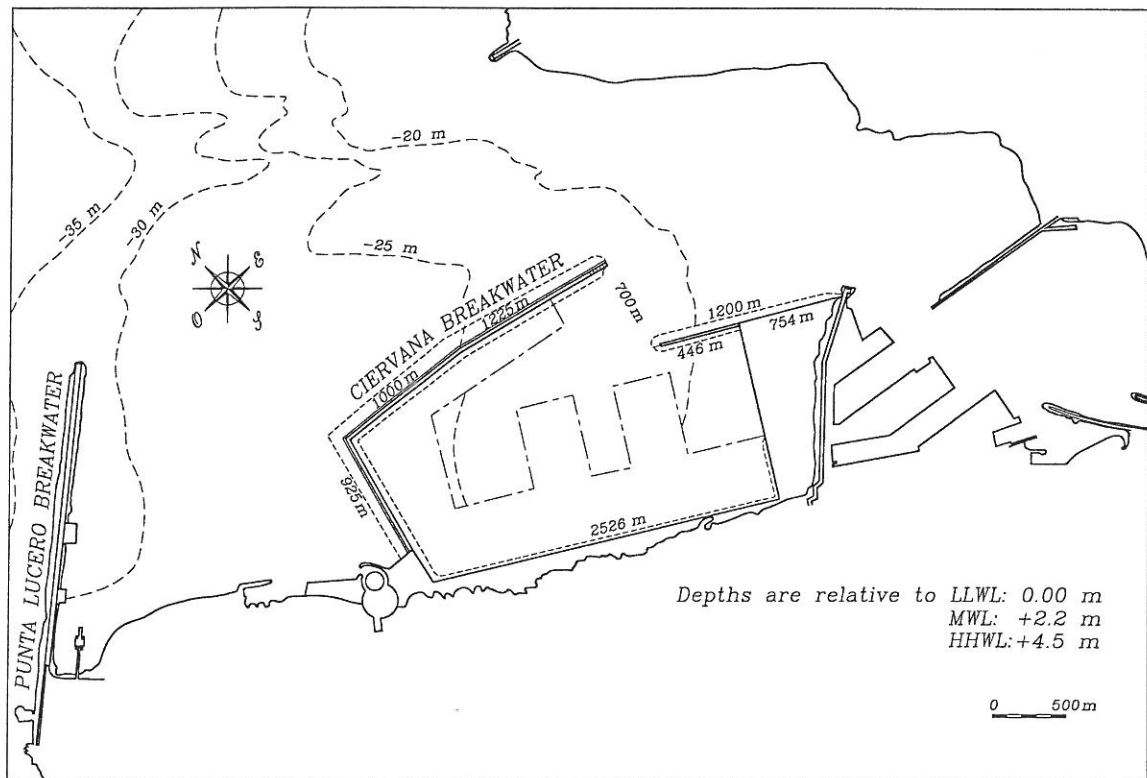 -20 m
-35 m
-30 m
-25 m
N
E
O
S
CIERVANA BREAKWATER
1225 m
1000 m
925 m
700 m
1200 m
446 m
754 m
2526 m
PUNTA LUCERO BREAKWATER
Depths are relative to LLWL: 0.00 m
MWL: +2.2 m
HHWL:+4.5 m
0 500 m